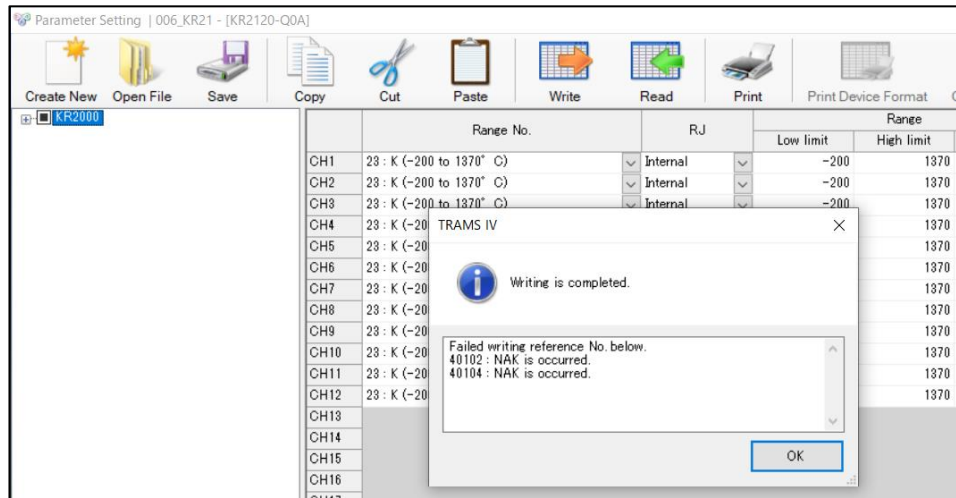 Parameter Setting | 006_KR21 - [KR2120-Q0A]
Create New Open File Save Copy Cut Paste Write Read Print Print Device Format
KR2000
Range No. RJ Range
Low limit High limit
CH1 23 : K (-200 to 1370° C) Internal -200 1370
CH2 23 : K (-200 to 1370° C) Internal -200 1370
CH3 23 : K (-200 to 1370° C) Internal -200 1370
CH4 23 : K (-20 1370
CH5 23 : K (-20 1370
CH6 23 : K (-20 1370
CH7 23 : K (-20 1370
CH8 23 : K (-20 1370
CH9 23 : K (-20 1370
CH10 23 : K (-20 1370
CH11 23 : K (-20 1370
CH12 23 : K (-20 1370
CH13
CH14
CH15
CH16
TRAMS IV
Writing is completed.
Failed writing reference No. below.
40102 : NAK is occurred.
40104 : NAK is occurred.
OK